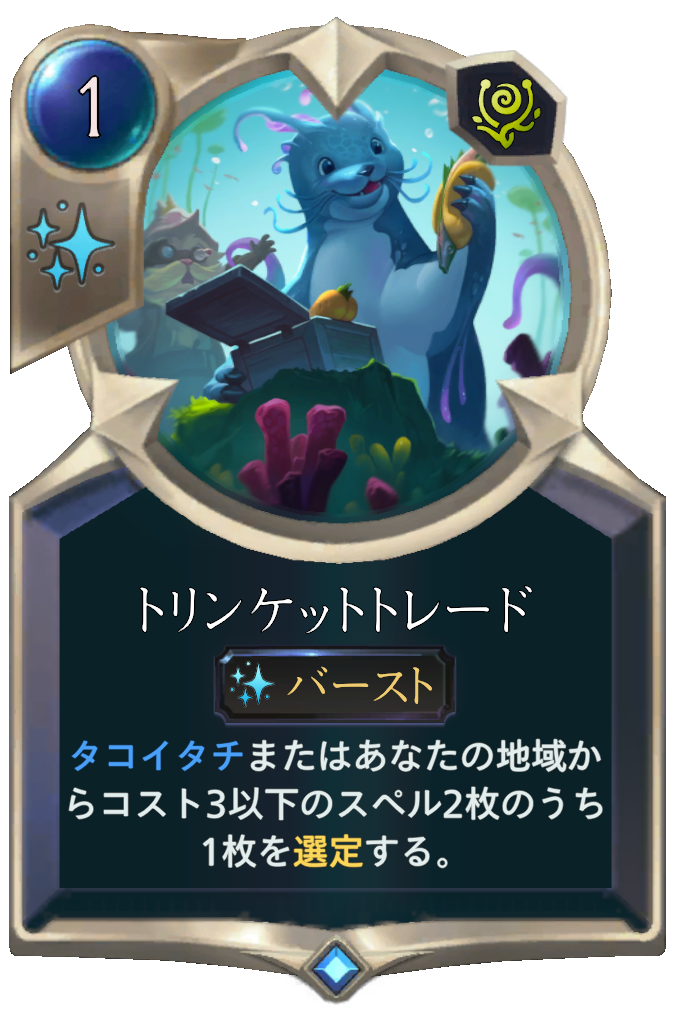 1
トリンケットトレード
バースト
タコイタチまたはあなたの地域か
らコスト3以下のスペル2枚のうち
1枚を選定する。